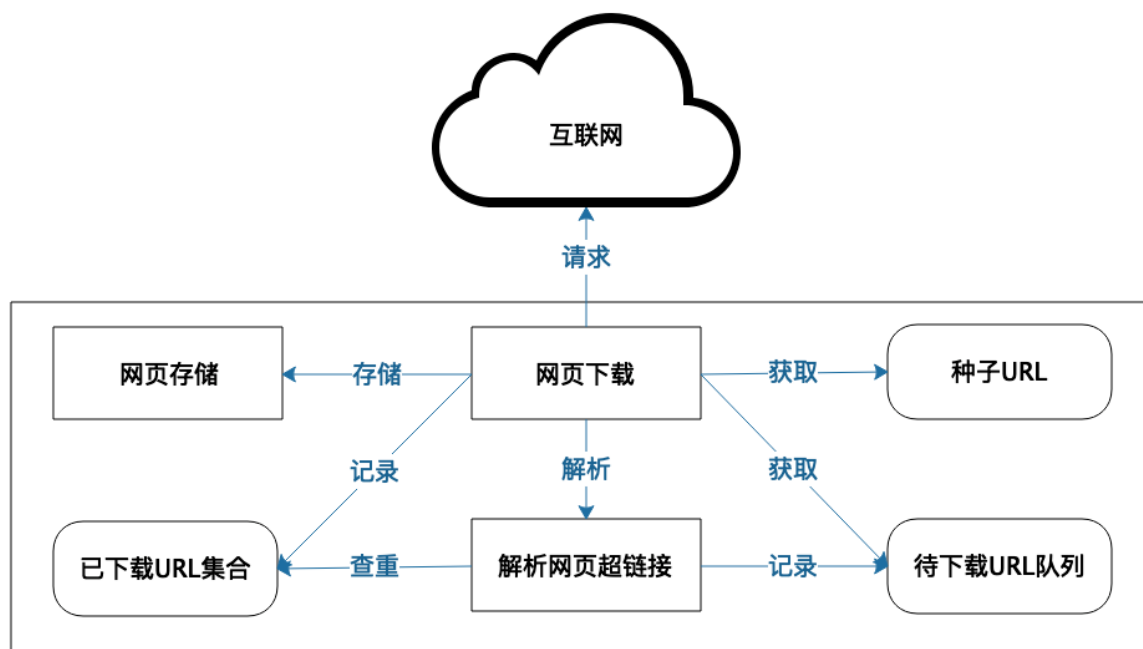 互联网
请求
网页存储
存储
网页下载
获取
种子URL
记录
解析
获取
已下载URL集合
查重
解析网页超链接
记录
待下载URL队列